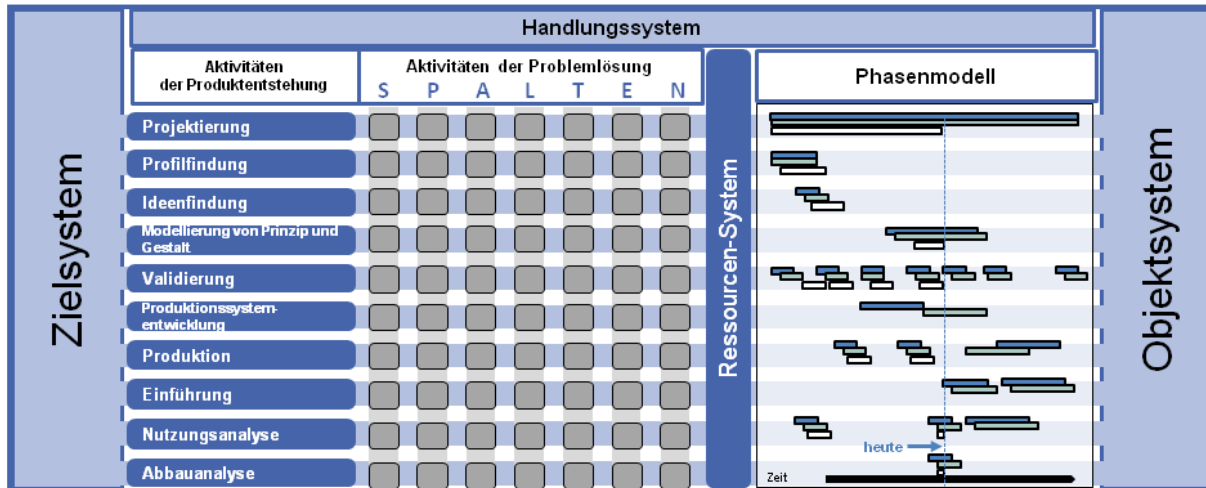 Handlungssystem
Zielsystem
Aktivitäten
der Produktentstehung
Aktivitäten der Problemlösung
S P A L T E N
Ressourcen-System
Phasenmodell
Objektsystem
Projektierung
Profilfindung
Ideenfindung
Modellierung von Prinzip und
Gestalt
Validierung
Produktionssystem-
entwicklung
Produktion
Einführung
Nutzungsanalyse
heute
Abbauanalyse
Zeit